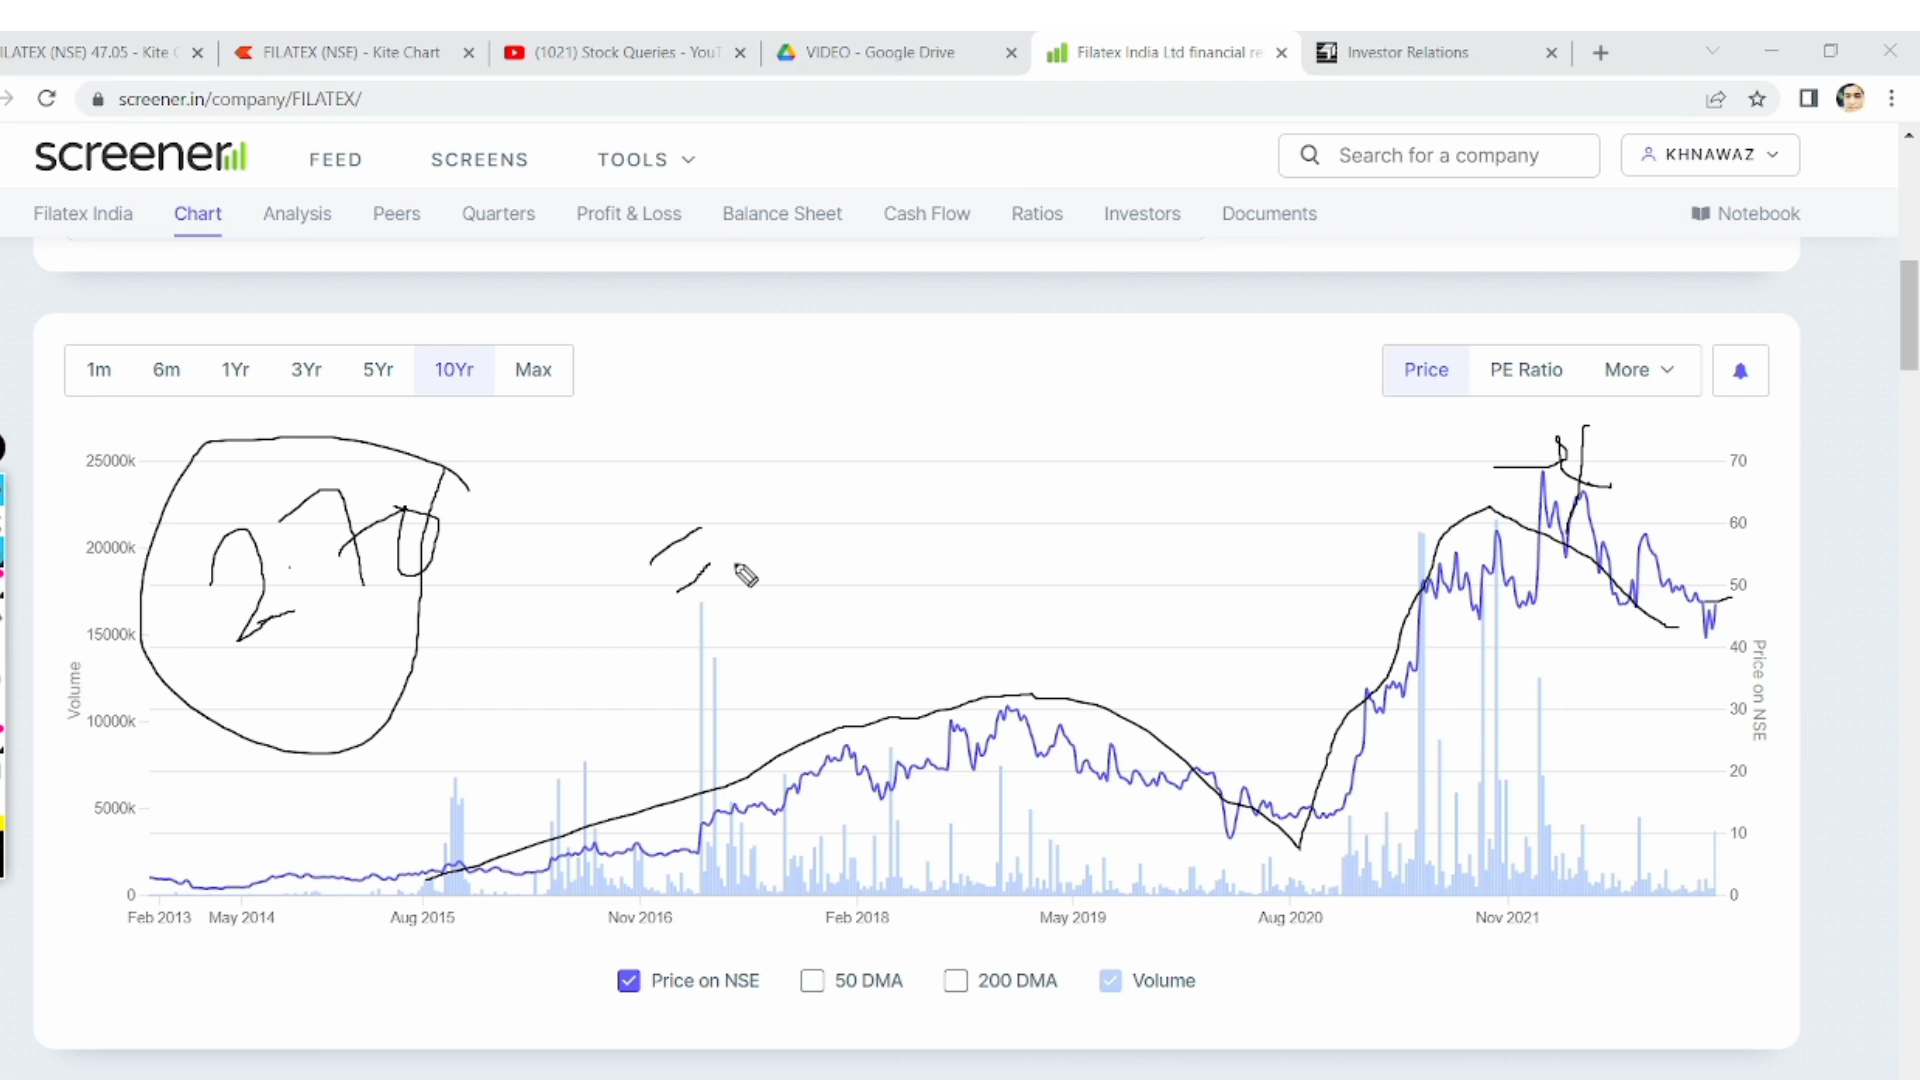 ILATEX (NSE) 47.05 - Kite C
FILATEX (NSE) - Kite Chart
(1021) Stock Queries - YouT
VIDEO - Google Drive
Filatex India Ltd financial re
Investor Relations
screener.in/company/FILATEX/
screener
FEED
SCREENS
TOOLS
Search for a company
KHNAWAZ
Filatex India
Chart
Analysis
Peers
Quarters
Profit & Loss
Balance Sheet
Cash Flow
Ratios
Investors
Documents
Notebook
1m
6m
1Yr
3Yr
5Yr
10Yr
Max
Price
PE Ratio
More
25000k
20000k
15000k
10000k
5000k
0
Volume
2.70
70
60
50
40
30
20
10
0
Price on NSE
Feb 2013
May 2014
Aug 2015
Nov 2016
Feb 2018
May 2019
Aug 2020
Nov 2021
Price on NSE
50 DMA
200 DMA
Volume